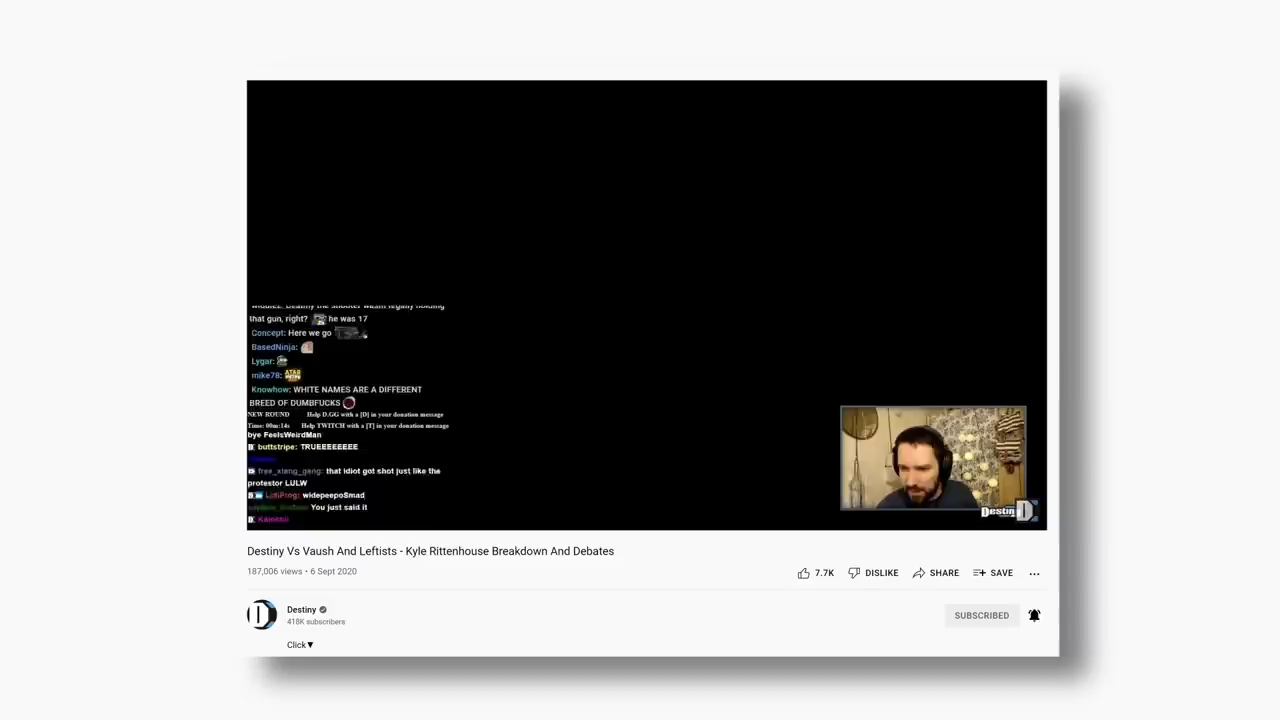 that gun, right? he was 17
Concept: Here we go
BasedNinja:
Lygar:
mike78:
Knowhow: WHITE NAMES ARE A DIFFERENT
BREED OF DUMBFUCKS
NEW ROUND Help D.GG with a [D] in your donation message
Time: 00m:14s Help TWITCH with a [T] in your donation message
bye FeelsWeirdMan
buttstripe: TRUEEEEEEEE
free_xiang_gang: that idiot got shot just like the
protestor LULW
widepeepoSmad
You just said it
Destiny
Destiny Vs Vaush And Leftists - Kyle Rittenhouse Breakdown And Debates
187,006 views • 6 Sept 2020
7.7K DISLIKE SHARE SAVE
Destiny
418K subscribers
SUBSCRIBED
Click▼